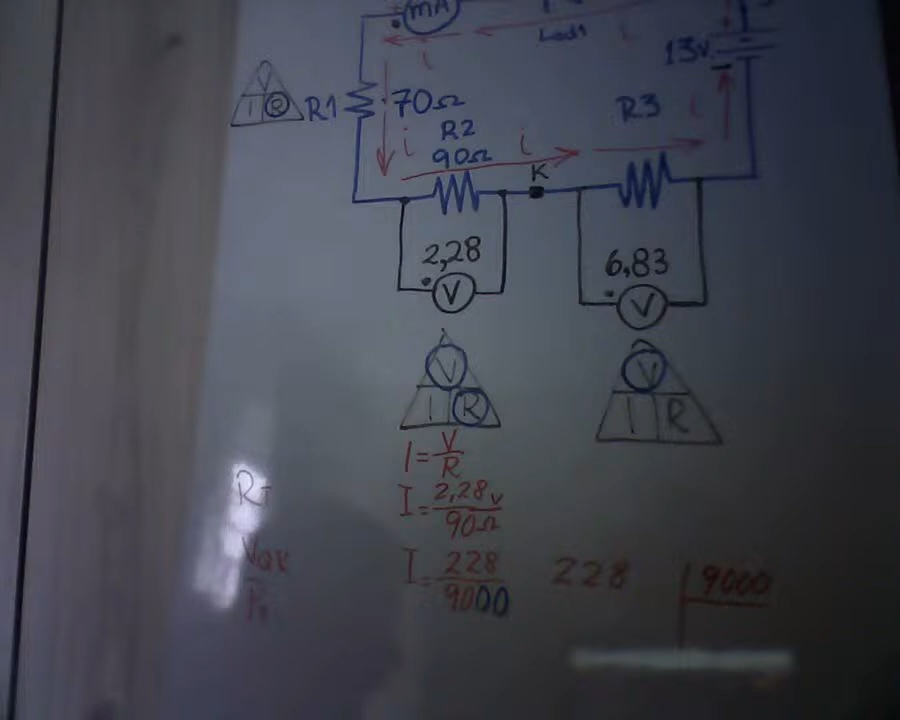 mA
i
Led1
i
13V
V
I R
R1
70Ω
R3
i
R2
i
i
90Ω
K
2,28
6,83
V
V
V
V
I R
I R
I=V/R
RT
I=2,28v/90Ω
I=228/9000
228
9000